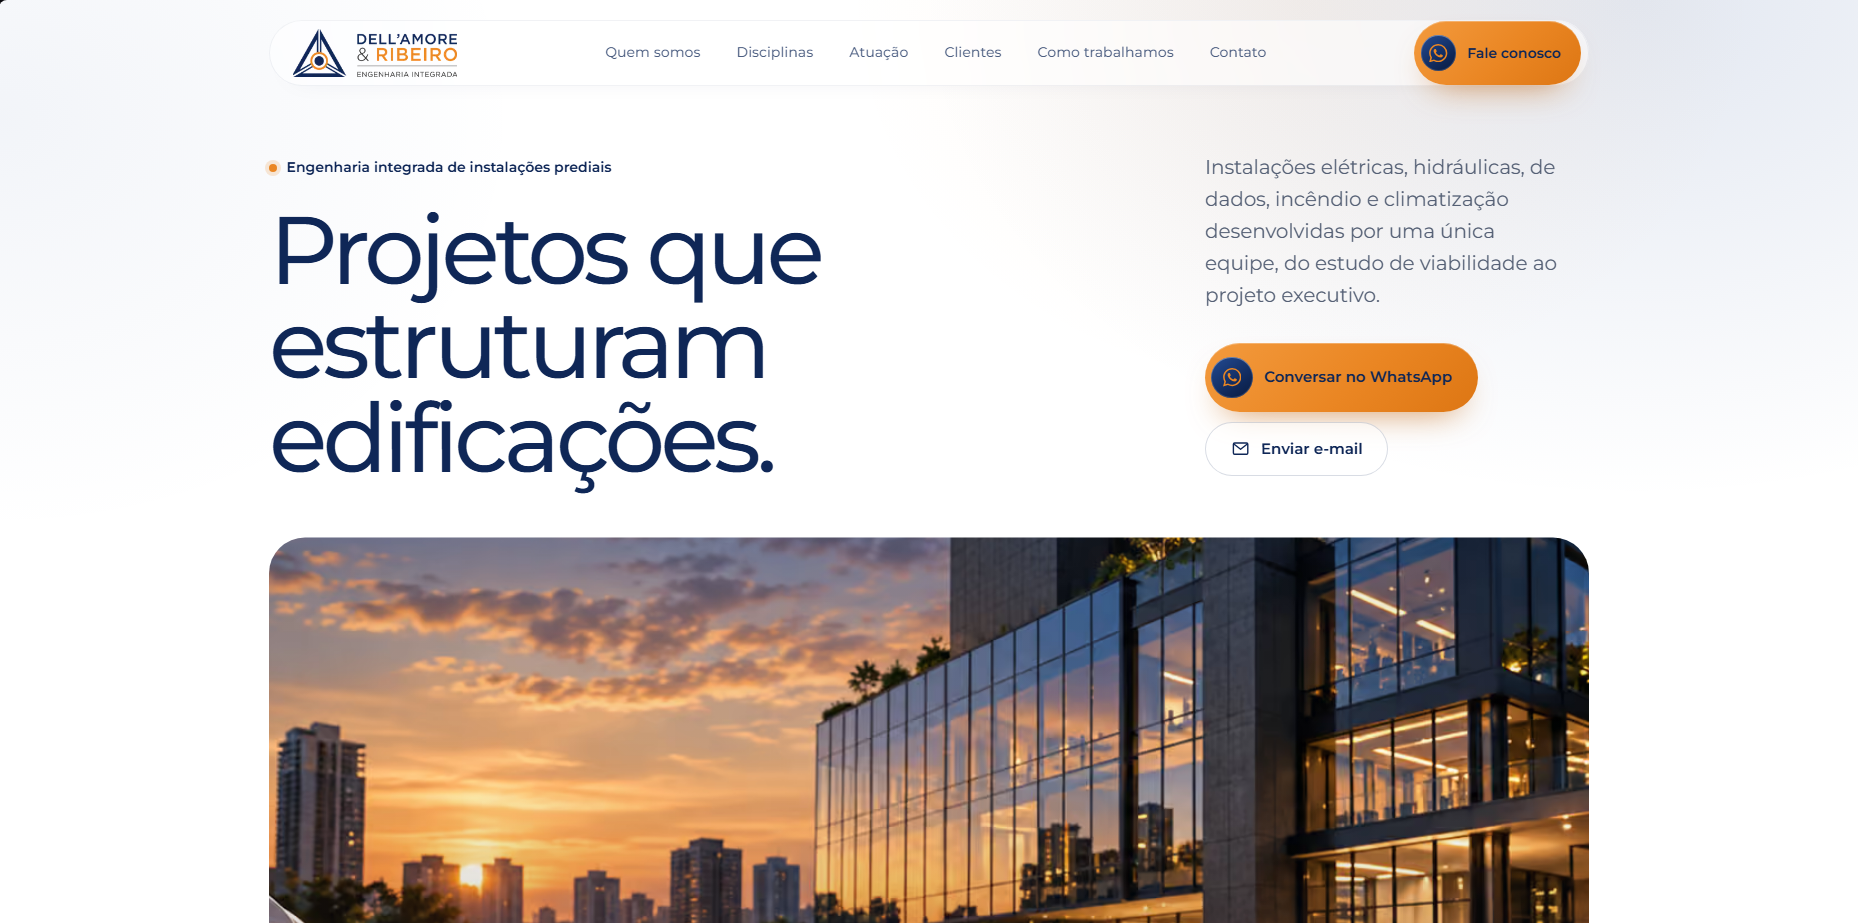 DELL'AMORE
& RIBEIRO
ENGENHARIA INTEGRADA
Quem somos
Disciplinas
Atuação
Clientes
Como trabalhamos
Contato
Fale conosco
Engenharia integrada de instalações prediais
Projetos que
estruturam
edificações.
Instalações elétricas, hidráulicas, de
dados, incêndio e climatização
desenvolvidas por uma única
equipe, do estudo de viabilidade ao
projeto executivo.
Conversar no WhatsApp
Enviar e-mail